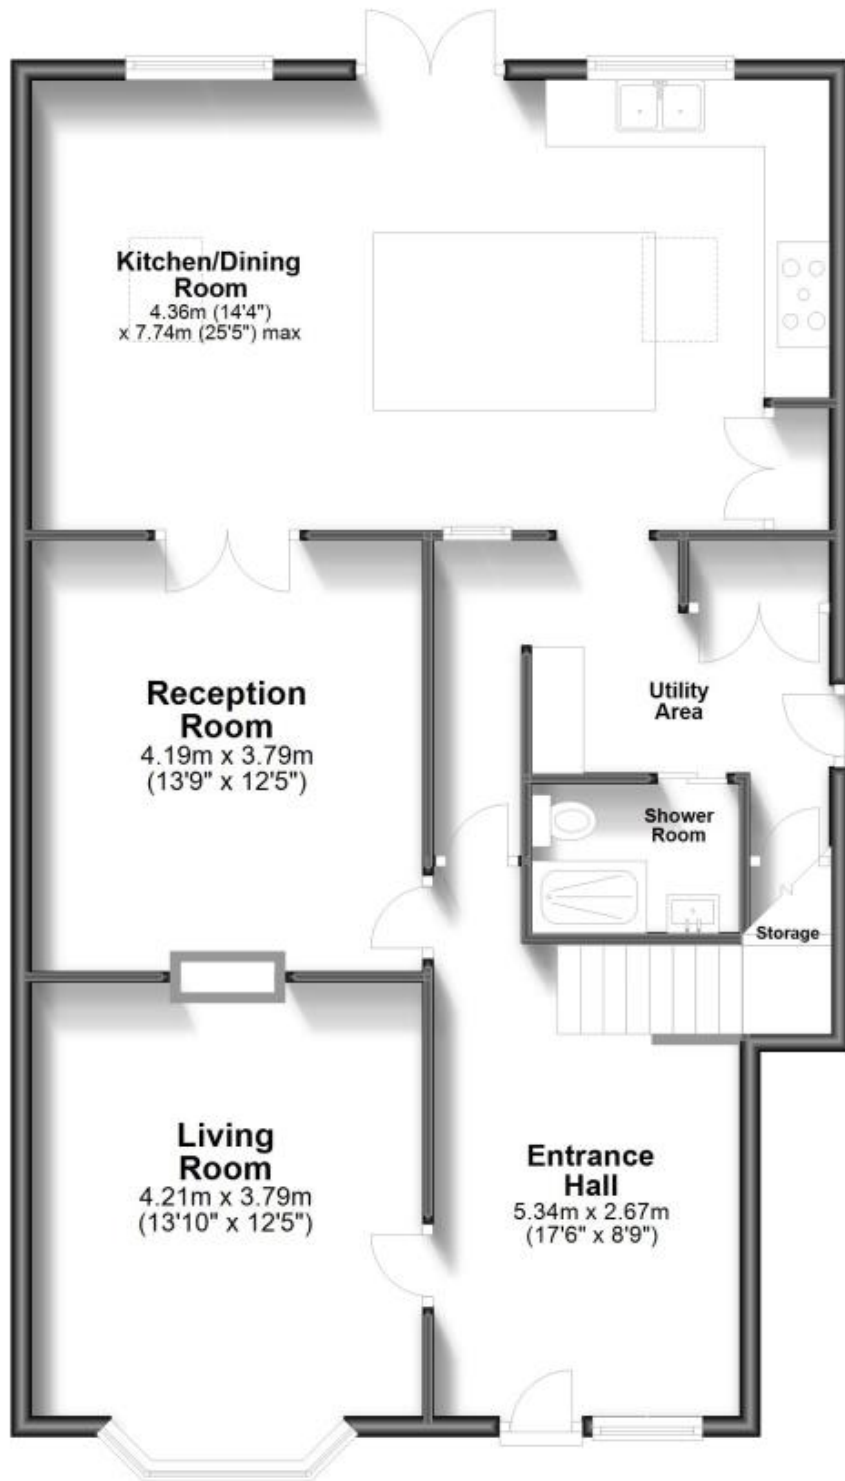 Kitchen/Dining
Room
4.36m (14'4")
x 7.74m (25'5") max
Reception
Room
4.19m x 3.79m
(13'9" x 12'5")
Utility
Area
Shower
Room
Storage
Living
Room
4.21m x 3.79m
(13'10" x 12'5")
Entrance
Hall
5.34m x 2.67m
(17'6" x 8'9")